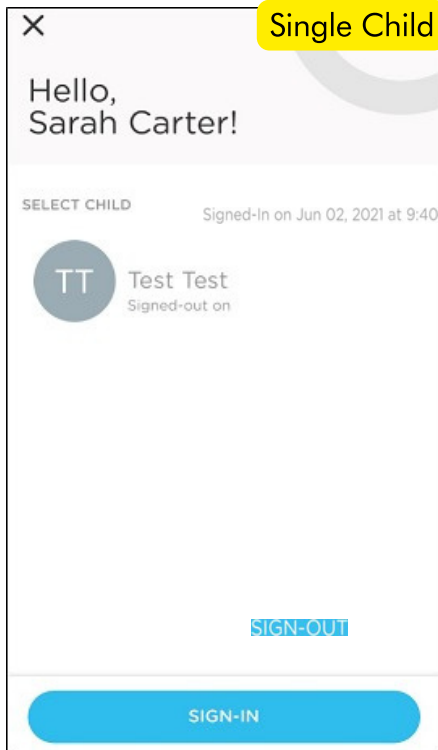 Single Child
Hello,
Sarah Carter!
SELECT CHILD
Signed-In on Jun 02, 2021 at 9:40
TT
Test Test
Signed-out on
SIGN-OUT
SIGN-IN